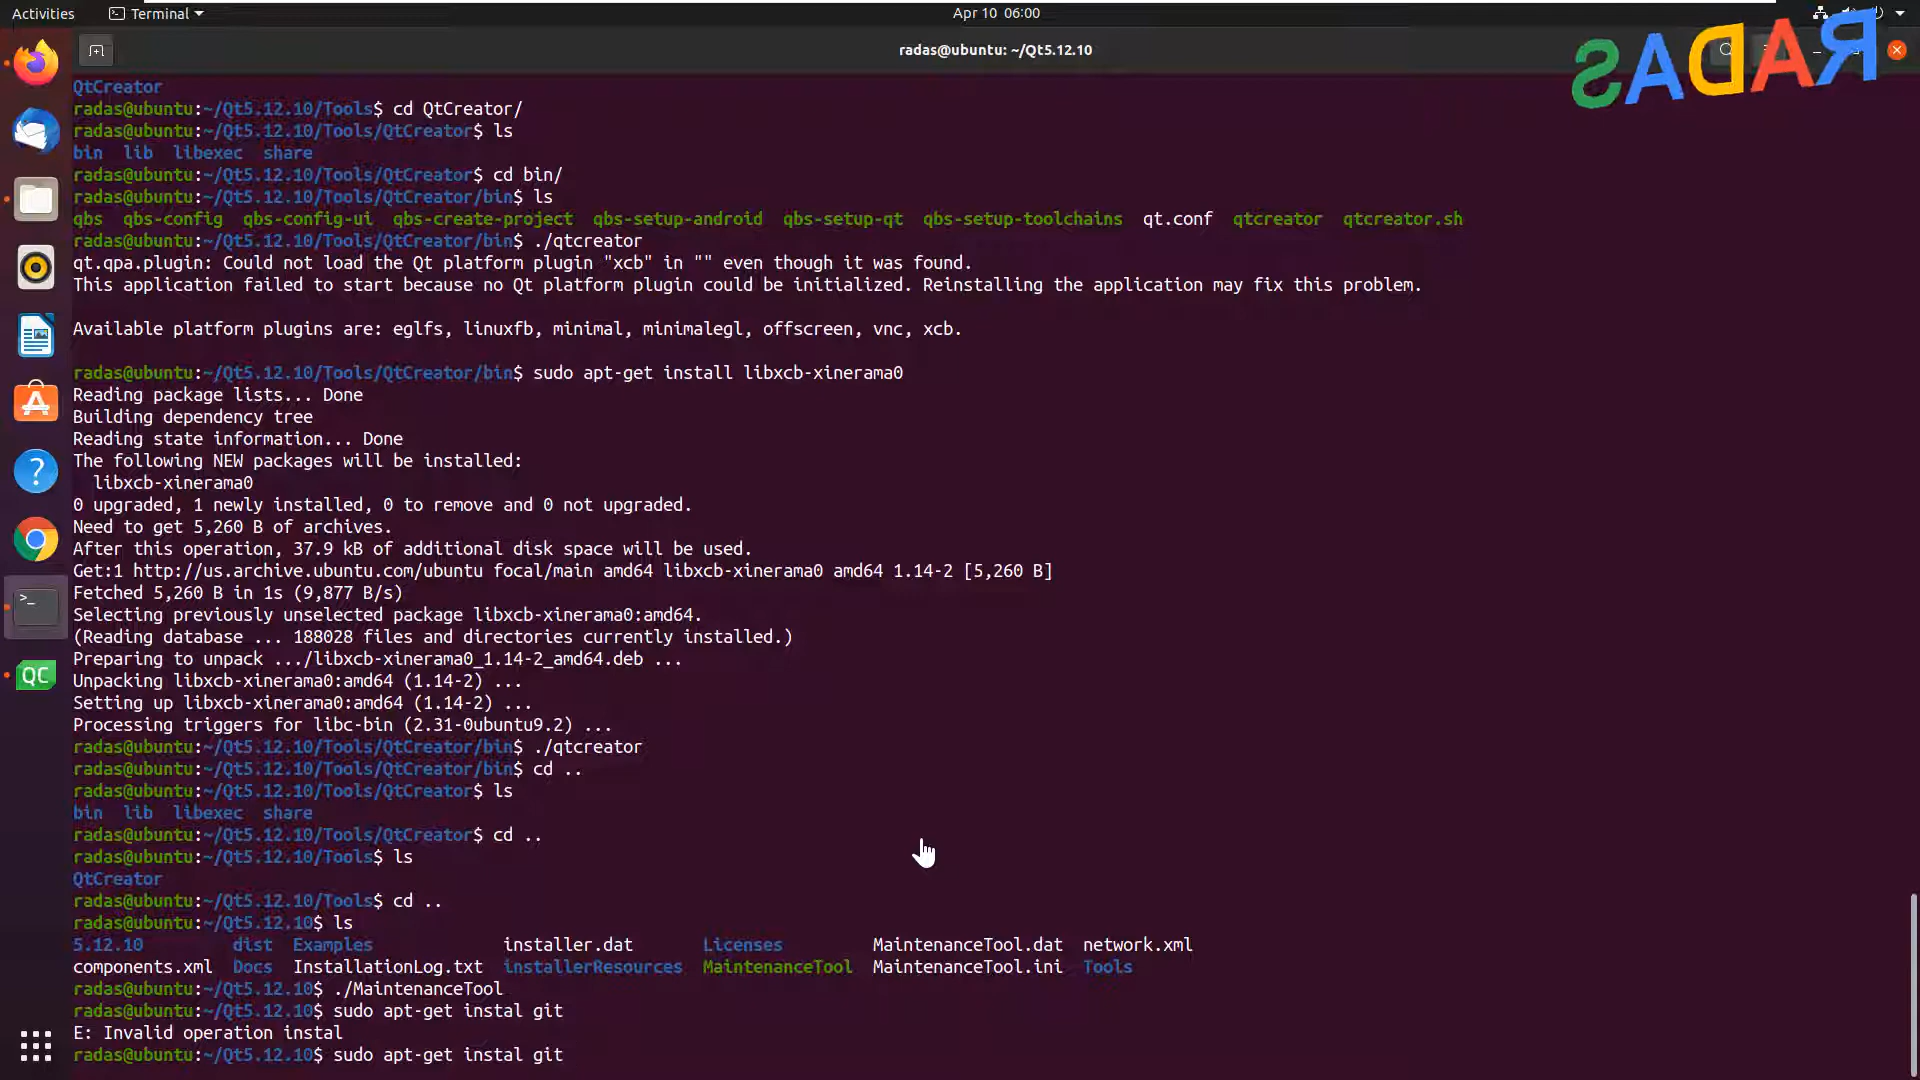 Activities
Terminal
Apr 10 06:00
radas@ubuntu: ~/Qt5.12.10
RADAS
QtCreator
radas@ubuntu:~/Qt5.12.10/Tools$ cd QtCreator/
radas@ubuntu:~/Qt5.12.10/Tools/QtCreator$ ls
bin lib libexec share
radas@ubuntu:~/Qt5.12.10/Tools/QtCreator$ cd bin/
radas@ubuntu:~/Qt5.12.10/Tools/QtCreator/bin$ ls
qbs qbs-config qbs-config-ui qbs-create-project qbs-setup-android qbs-setup-qt qbs-setup-toolchains qt.conf qtcreator qtcreator.sh
radas@ubuntu:~/Qt5.12.10/Tools/QtCreator/bin$ ./qtcreator
qt.qpa.plugin: Could not load the Qt platform plugin "xcb" in "" even though it was found.
This application failed to start because no Qt platform plugin could be initialized. Reinstalling the application may fix this problem.
Available platform plugins are: eglfs, linuxfb, minimal, minimalegl, offscreen, vnc, xcb.
radas@ubuntu:~/Qt5.12.10/Tools/QtCreator/bin$ sudo apt-get install libxcb-xinerama0
Reading package lists... Done
Building dependency tree
Reading state information... Done
The following NEW packages will be installed:
libxcb-xinerama0
0 upgraded, 1 newly installed, 0 to remove and 0 not upgraded.
Need to get 5,260 B of archives.
After this operation, 37.9 kB of additional disk space will be used.
Get:1 http://us.archive.ubuntu.com/ubuntu focal/main amd64 libxcb-xinerama0 amd64 1.14-2 [5,260 B]
Fetched 5,260 B in 1s (9,877 B/s)
Selecting previously unselected package libxcb-xinerama0:amd64.
(Reading database ... 188028 files and directories currently installed.)
Preparing to unpack .../libxcb-xinerama0_1.14-2_amd64.deb ...
Unpacking libxcb-xinerama0:amd64 (1.14-2) ...
Setting up libxcb-xinerama0:amd64 (1.14-2) ...
Processing triggers for libc-bin (2.31-0ubuntu9.2) ...
radas@ubuntu:~/Qt5.12.10/Tools/QtCreator/bin$ ./qtcreator
radas@ubuntu:~/Qt5.12.10/Tools/QtCreator/bin$ cd ..
radas@ubuntu:~/Qt5.12.10/Tools/QtCreator$ ls
bin lib libexec share
radas@ubuntu:~/Qt5.12.10/Tools/QtCreator$ cd ..
radas@ubuntu:~/Qt5.12.10/Tools$ ls
QtCreator
radas@ubuntu:~/Qt5.12.10/Tools$ cd ..
radas@ubuntu:~/Qt5.12.10$ ls
5.12.10 dist Examples installer.dat Licenses MaintenanceTool.dat network.xml
components.xml Docs InstallationLog.txt installerResources MaintenanceTool MaintenanceTool.ini Tools
radas@ubuntu:~/Qt5.12.10$ ./MaintenanceTool
radas@ubuntu:~/Qt5.12.10$ sudo apt-get instal git
E: Invalid operation instal
radas@ubuntu:~/Qt5.12.10$ sudo apt-get instal git
QC